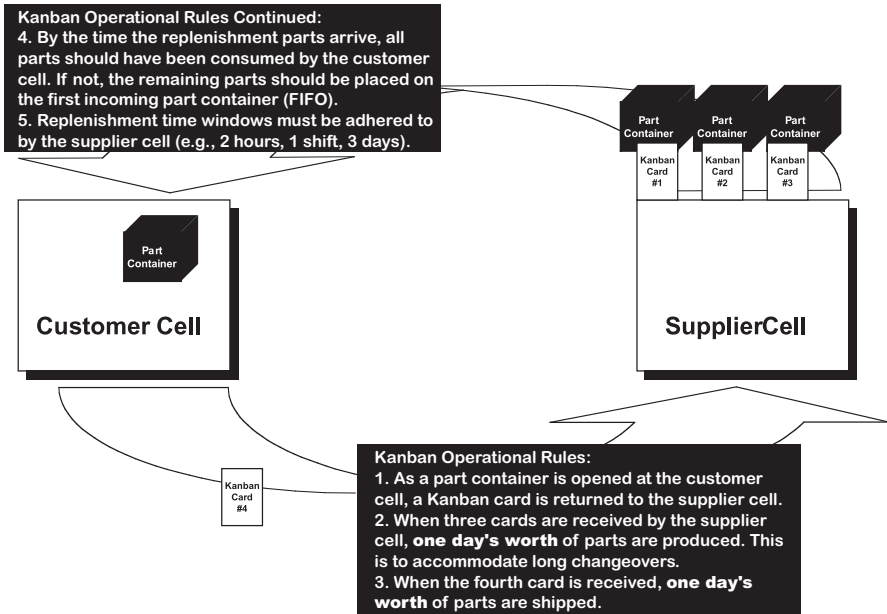 Kanban Operational Rules Continued:
4. By the time the replenishment parts arrive, all
parts should have been consumed by the customer
cell. If not, the remaining parts should be placed on
the first incoming part container (FIFO).
5. Replenishment time windows must be adhered to
by the supplier cell (e.g., 2 hours, 1 shift, 3 days).
Part
Container
Part
Container
Part
Container
Kanban
Card
#1
Kanban
Card
#2
Kanban
Card
#3
Part
Container
Customer Cell
SupplierCell
Kanban
Card
#4
Kanban Operational Rules:
1. As a part container is opened at the customer
cell, a Kanban card is returned to the supplier cell.
2. When three cards are received by the supplier
cell, one day's worth of parts are produced. This
is to accommodate long changeovers.
3. When the fourth card is received, one day's
worth of parts are shipped.